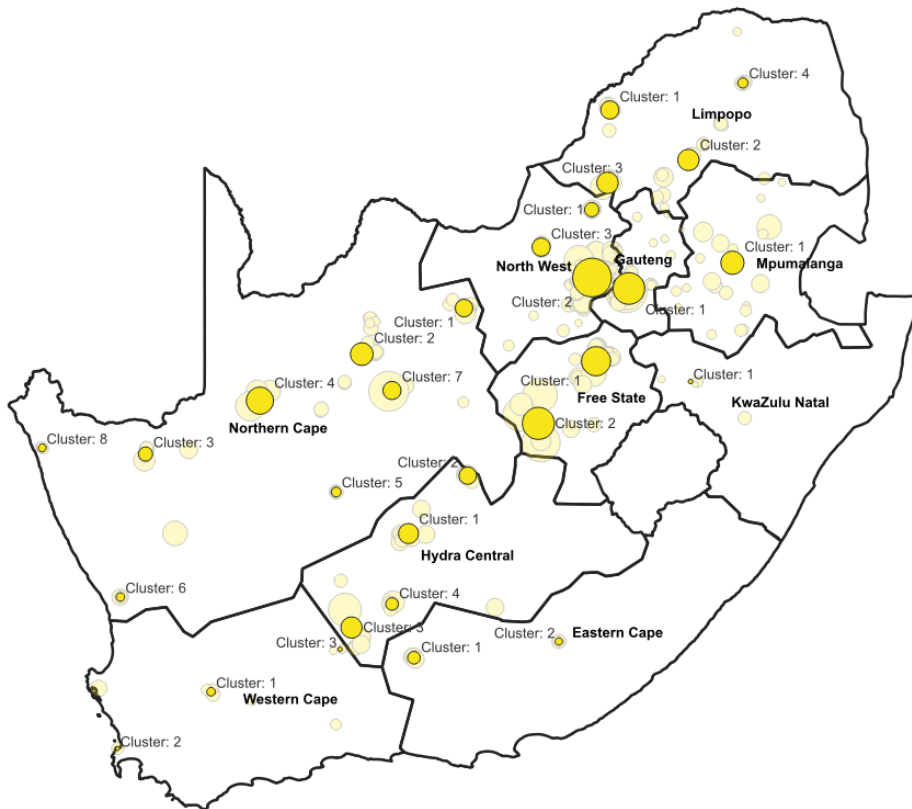 Cluster: 4
Cluster: 1
Limpopo
Cluster: 2
Cluster: 3
Cluster: 1
Cluster: 3
Cluster: 1
North West
Gauteng
Mpumalanga
Cluster: 2
Cluster: 1
Cluster: 1
Cluster: 2
Cluster: 1
Cluster: 1
Cluster: 4
Cluster: 7
Free State
KwaZulu Natal
Northern Cape
Cluster: 2
Cluster: 8
Cluster: 3
Cluster: 2
Cluster: 5
Cluster: 1
Hydra Central
Cluster: 6
Cluster: 4
Cluster: 3
Cluster: 2
Eastern Cape
Cluster: 3
Cluster: 1
Cluster: 1
Western Cape
Cluster: 2